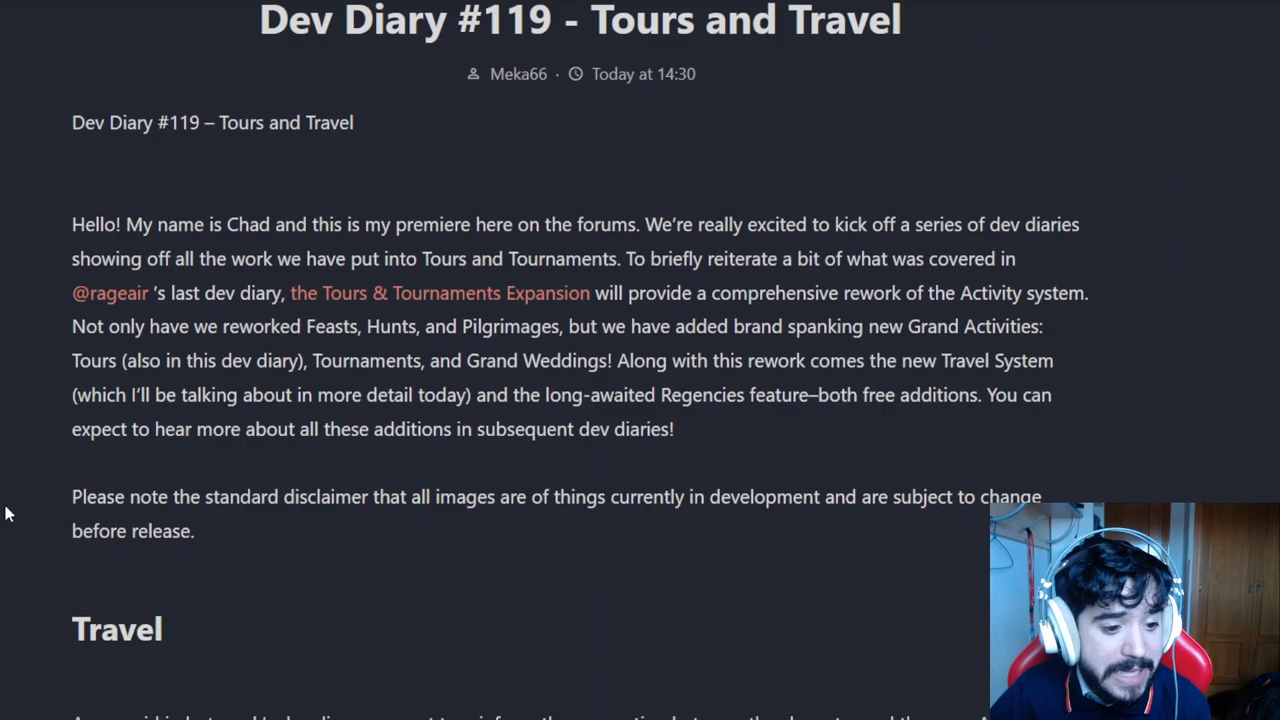 Dev Diary #119 - Tours and Travel
Meka66 · Today at 14:30
Dev Diary #119 – Tours and Travel
Hello! My name is Chad and this is my premiere here on the forums. We’re really excited to kick off a series of dev diaries
showing off all the work we have put into Tours and Tournaments. To briefly reiterate a bit of what was covered in
@rageair 's last dev diary, the Tours & Tournaments Expansion will provide a comprehensive rework of the Activity system.
Not only have we reworked Feasts, Hunts, and Pilgrimages, but we have added brand spanking new Grand Activities:
Tours (also in this dev diary), Tournaments, and Grand Weddings! Along with this rework comes the new Travel System
(which I’ll be talking about in more detail today) and the long-awaited Regencies feature–both free additions. You can
expect to hear more about all these additions in subsequent dev diaries!
Please note the standard disclaimer that all images are of things currently in development and are subject to change
before release.
Travel